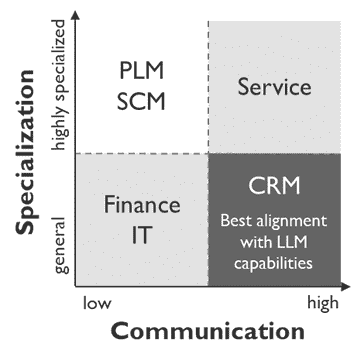 Specialization
highly specialized
general
PLM
SCM
Service
Finance
IT
CRM
Best alignment
with LLM
capabilities
low
high
Communication